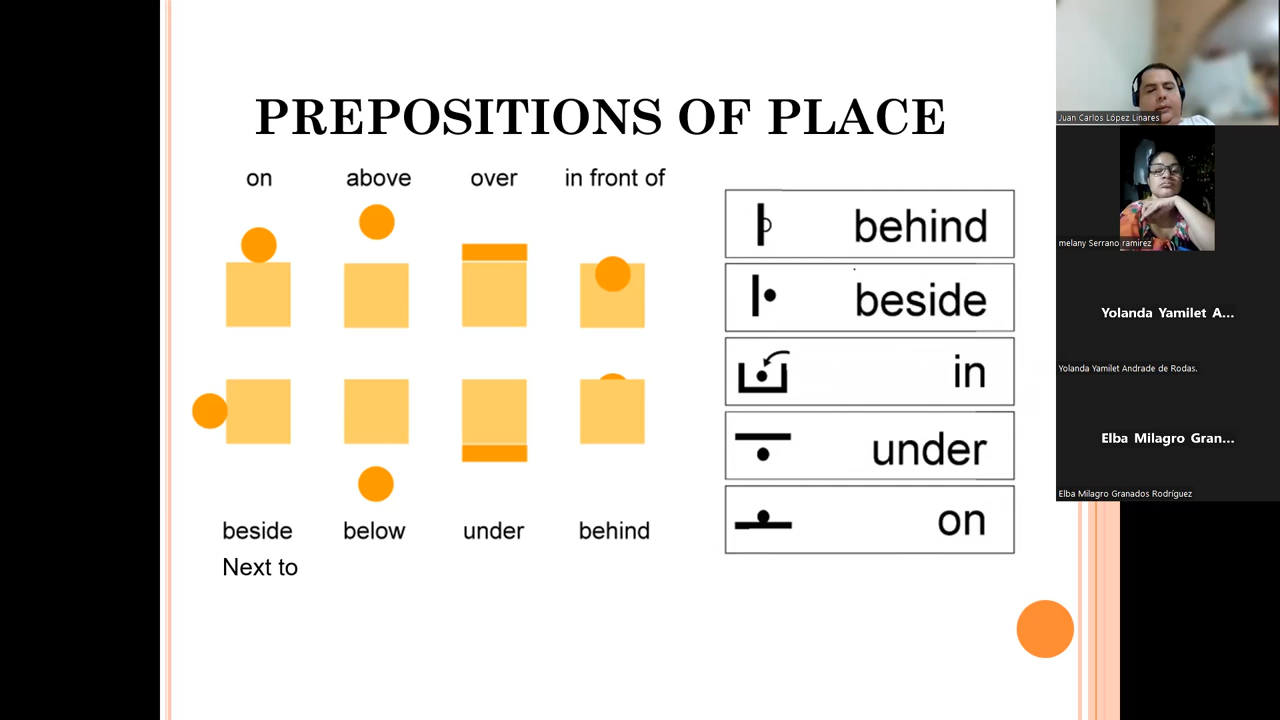 PREPOSITIONS OF PLACE
on above over in front of
beside below under behind
Next to
behind
beside
in
under
on
Juan Carlos López Linares
melany Serrano ramirez
Yolanda Yamilet A...
Yolanda Yamilet Andrade de Rodas.
Elba Milagro Gran...
Elba Milagro Granados Rodríguez